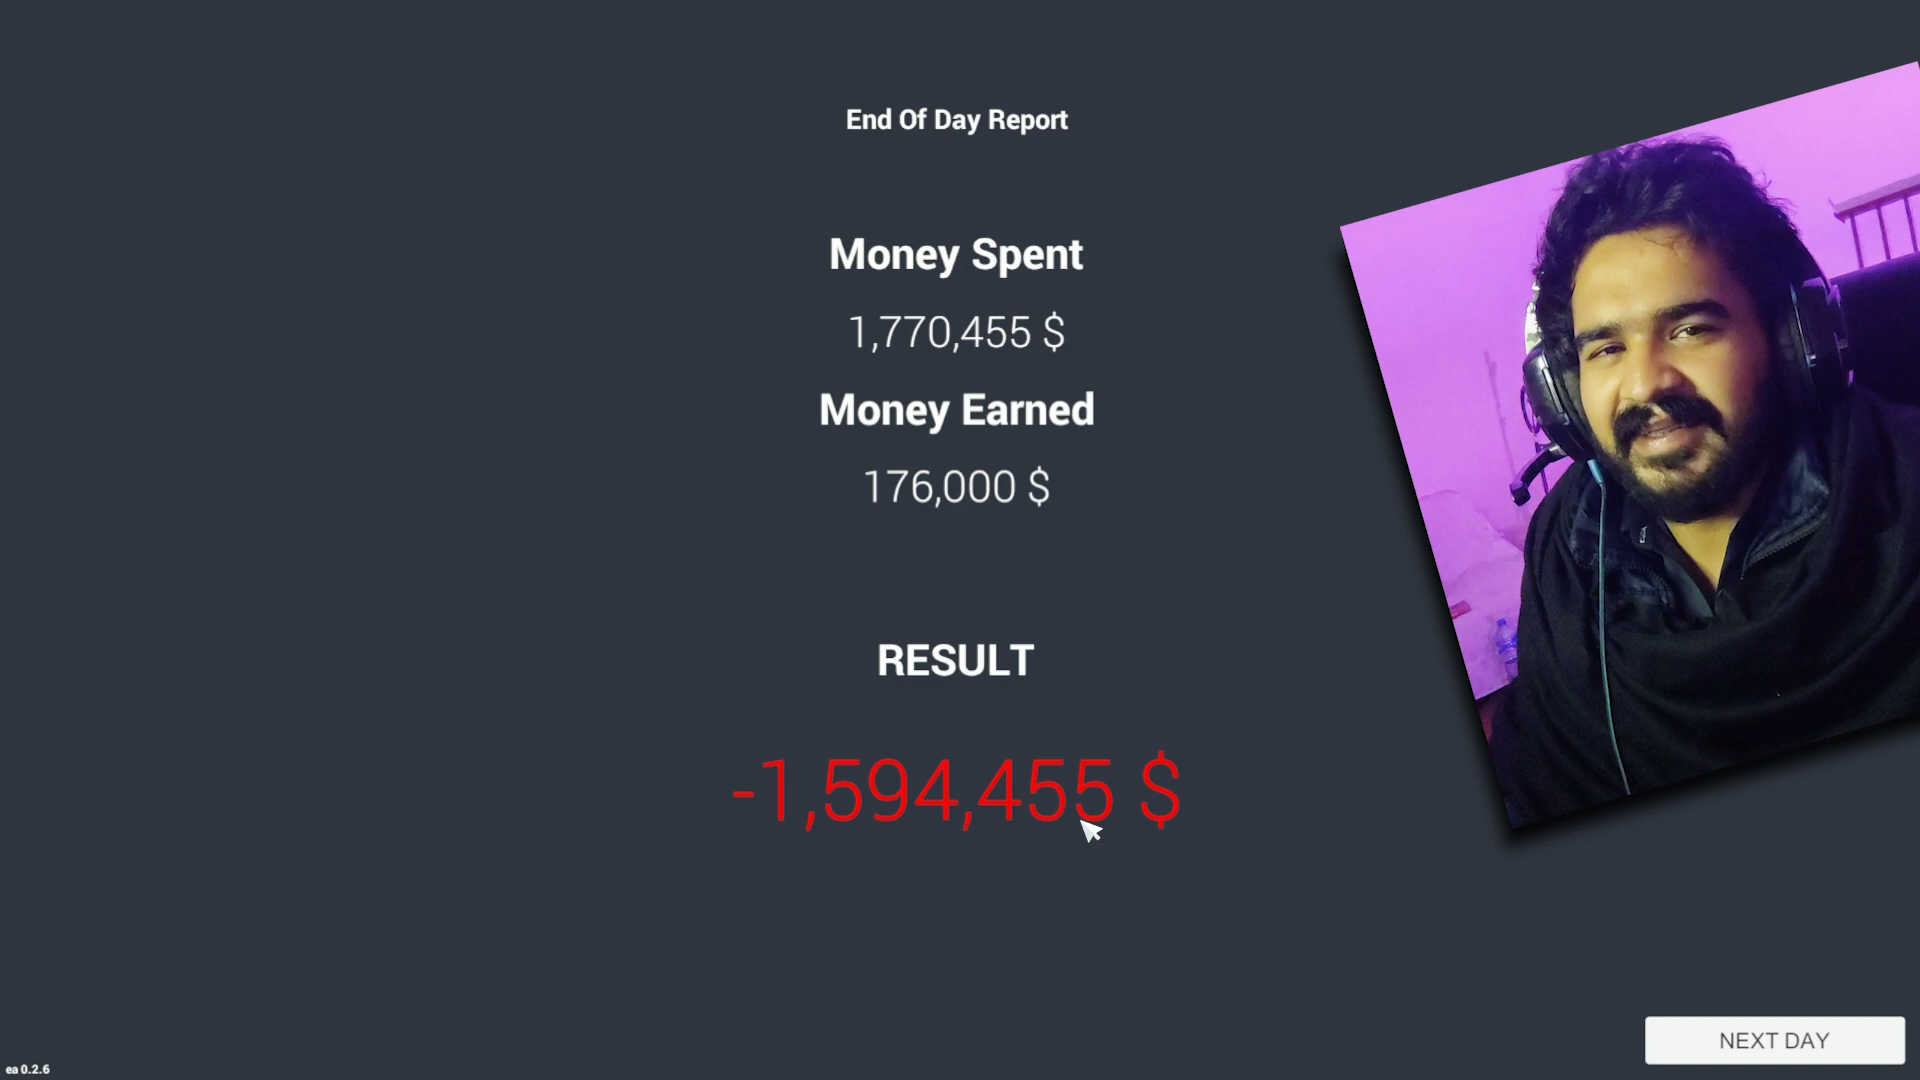 End Of Day Report
Money Spent
1,770,455 $
Money Earned
176,000 $
RESULT
-1,594,455 $
NEXT DAY
ea 0.2.6